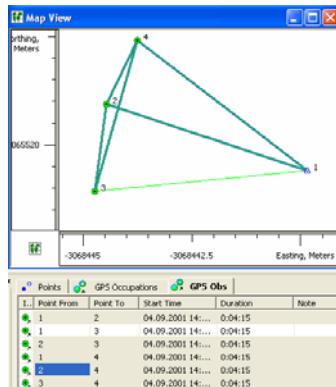 Map View
4
orthing,
Meters
2
065520
1
3
-3068445
-3068442.5
Easting, Meters
Points
GPS Occupations
GPS Obs
I.. Point From Point To Start Time Duration Note
1 2 04.09.2001 14:... 0:04:15
1 3 04.09.2001 14:... 0:04:15
2 3 04.09.2001 14:... 0:04:15
1 4 04.09.2001 14:... 0:04:15
2 4 04.09.2001 14:... 0:04:15
3 4 04.09.2001 14:... 0:04:15